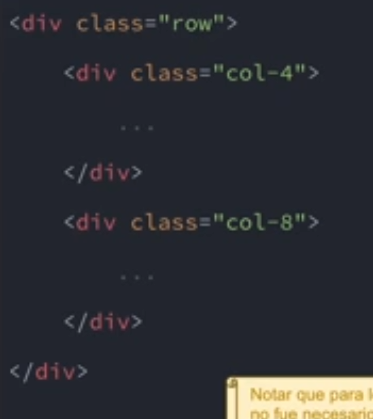 <div class="row">
<div class="col-4">
...
</div>
<div class="col-8">
...
</div>
</div>
Notar que para
no fue necesario